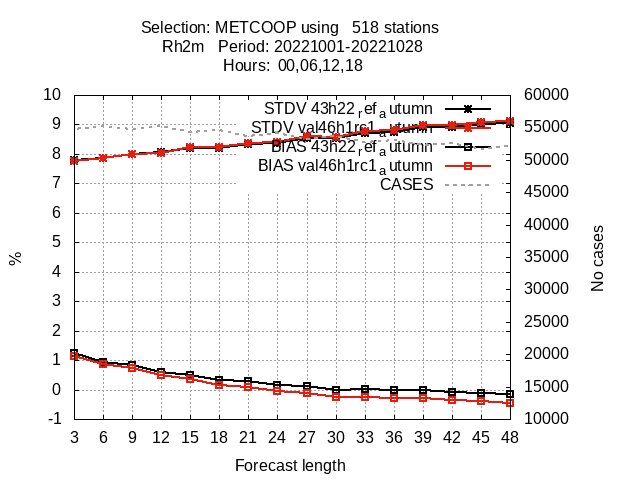 Selection: METCOOP using 518 stations
Rh2m Period: 20221001-20221028
Hours: 00,06,12,18
STDV 43h22_ref_autumn
STDV val46h1rc1_autumn
BIAS 43h22_ref_autumn
BIAS val46h1rc1_autumn
CASES
10
9
8
7
6
5
4
3
2
1
0
-1
%
60000
55000
50000
45000
40000
35000
30000
25000
20000
15000
10000
No cases
3 6 9 12 15 18 21 24 27 30 33 36 39 42 45 48
Forecast length